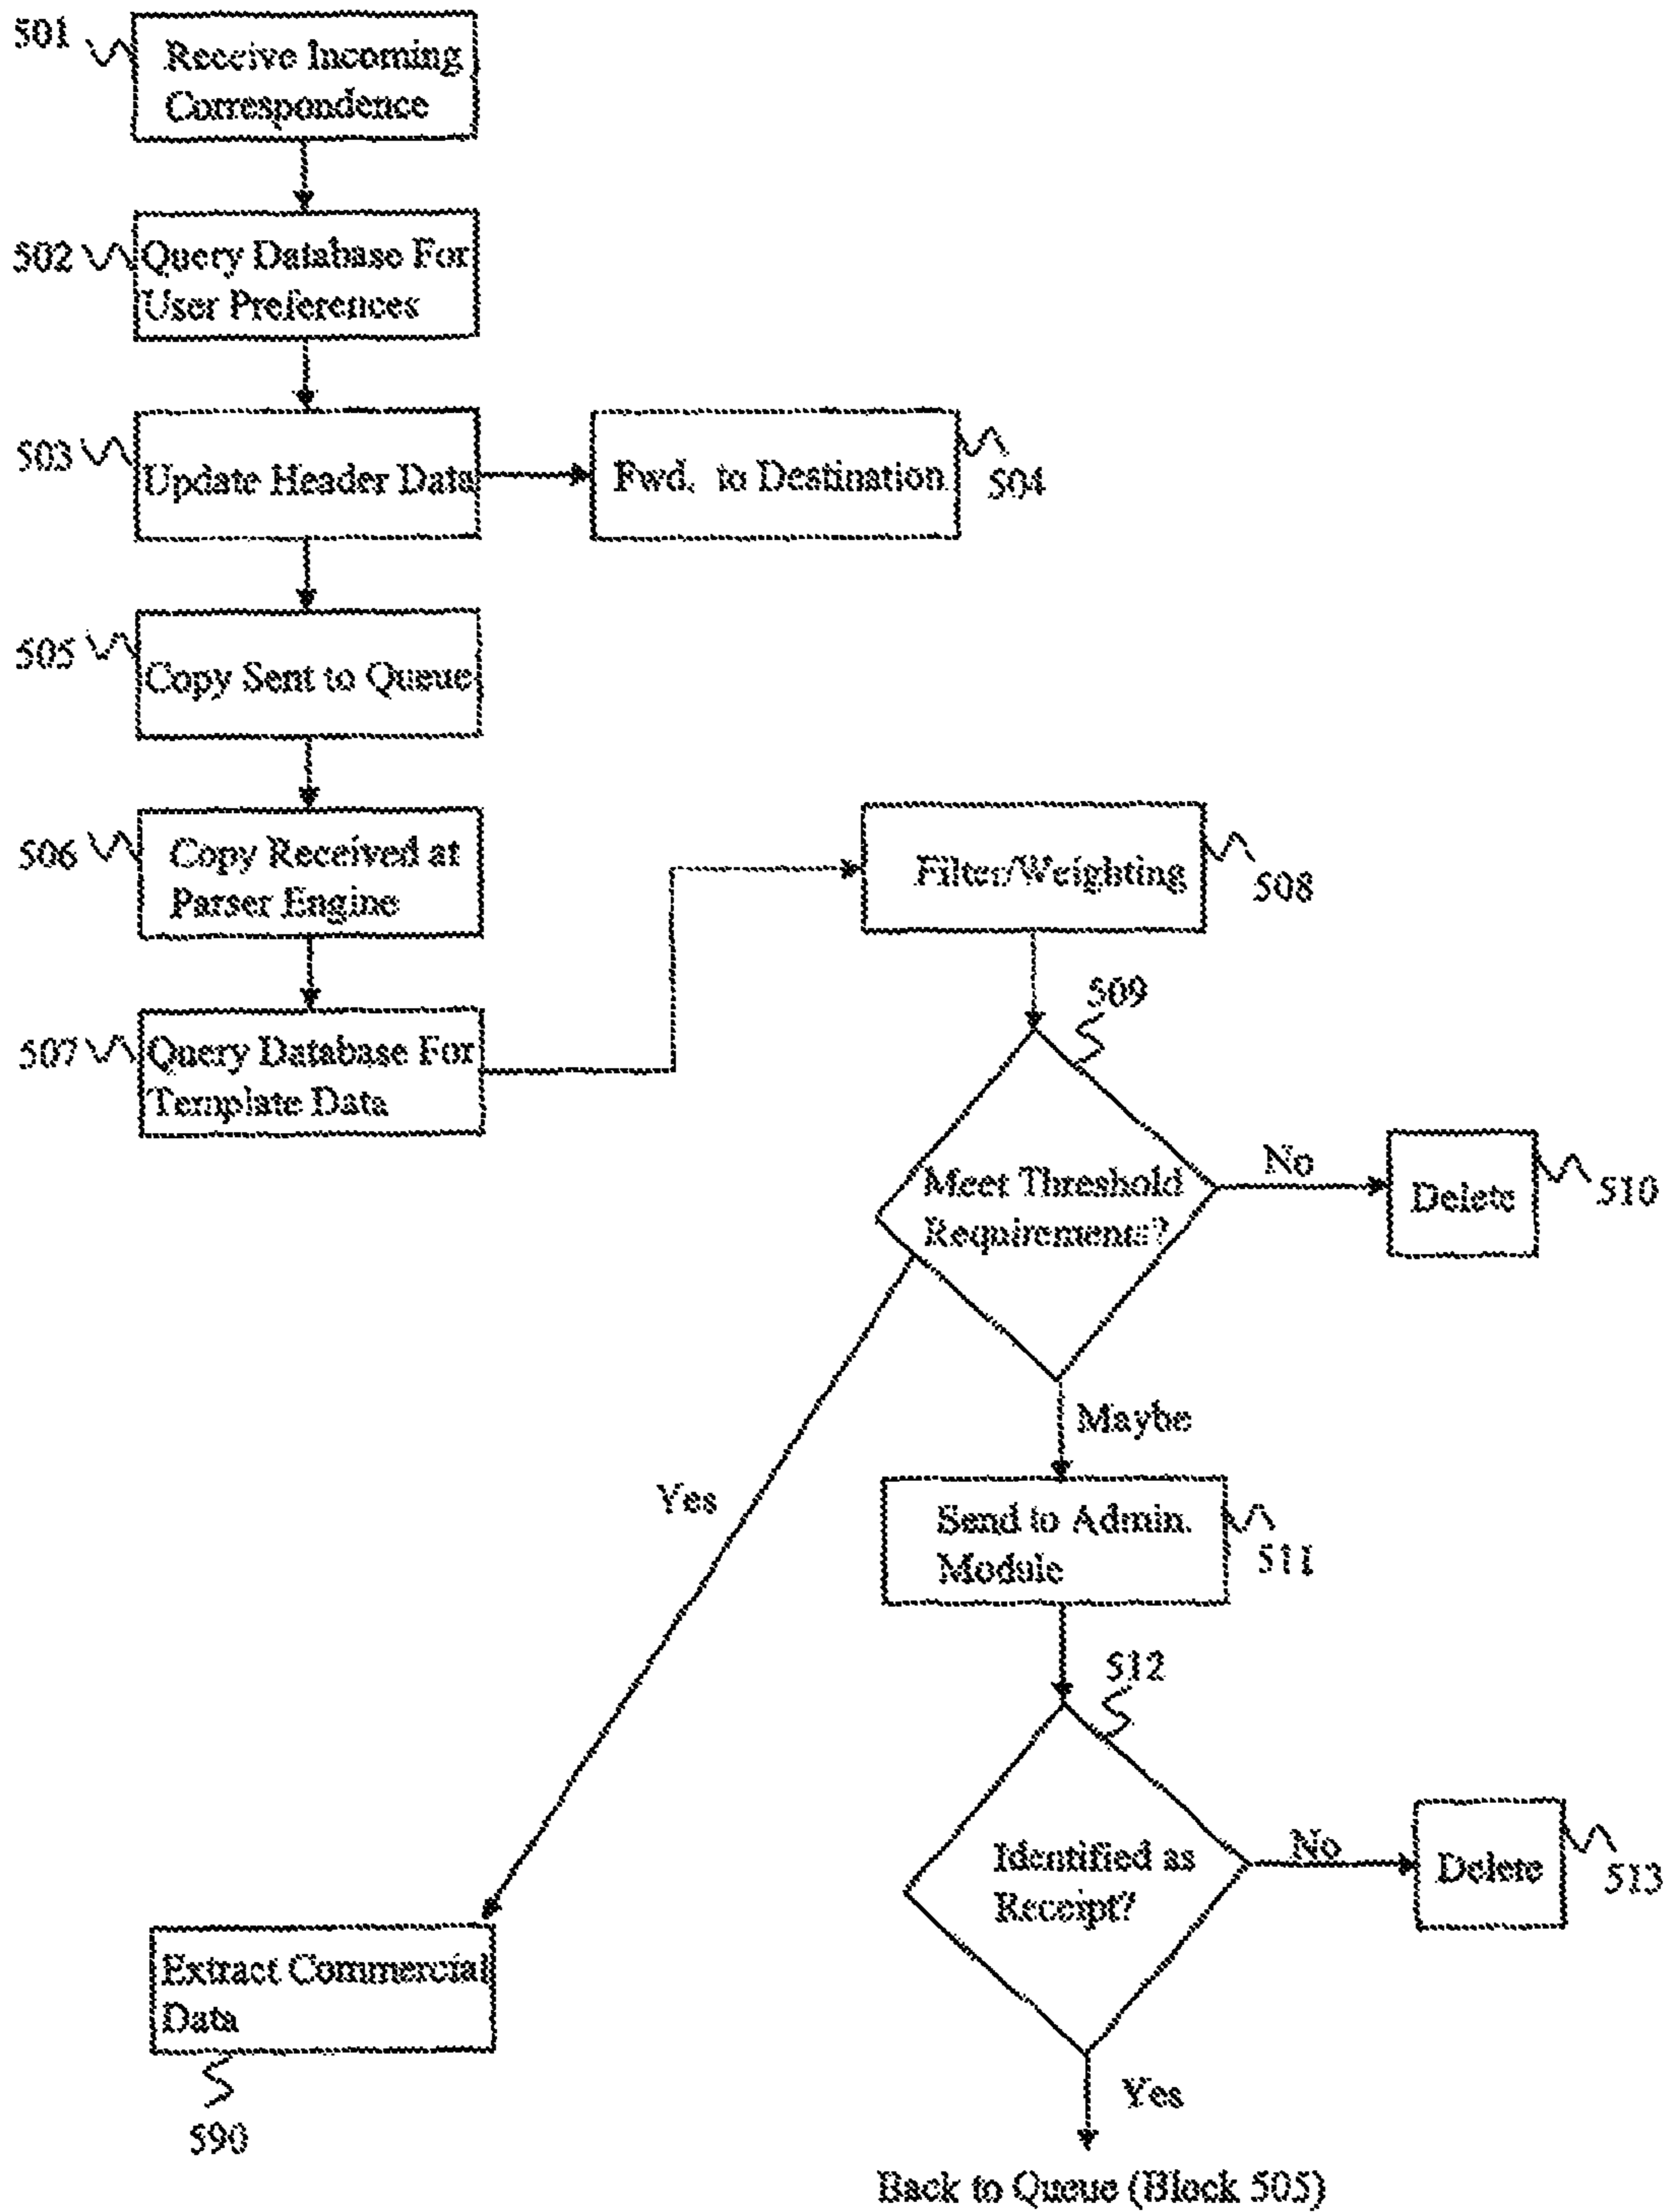 501
Receive Incoming
Correspondence
502
Query Database For
User Preferences
503
Update Header Data
Fwd. to Destination
504
505
Copy Sent to Queue
506
Copy Received at
Parser Engine
507
Query Database For
Template Data
Filter/Weighting
508
509
Meet Threshold
Requirements?
No
Delete
510
Maybe
Yes
Send to Admin.
Module
511
512
Identified as
Receipt?
No
Delete
513
Extract Commercial
Data
590
Yes
Back to Queue (Block 505)